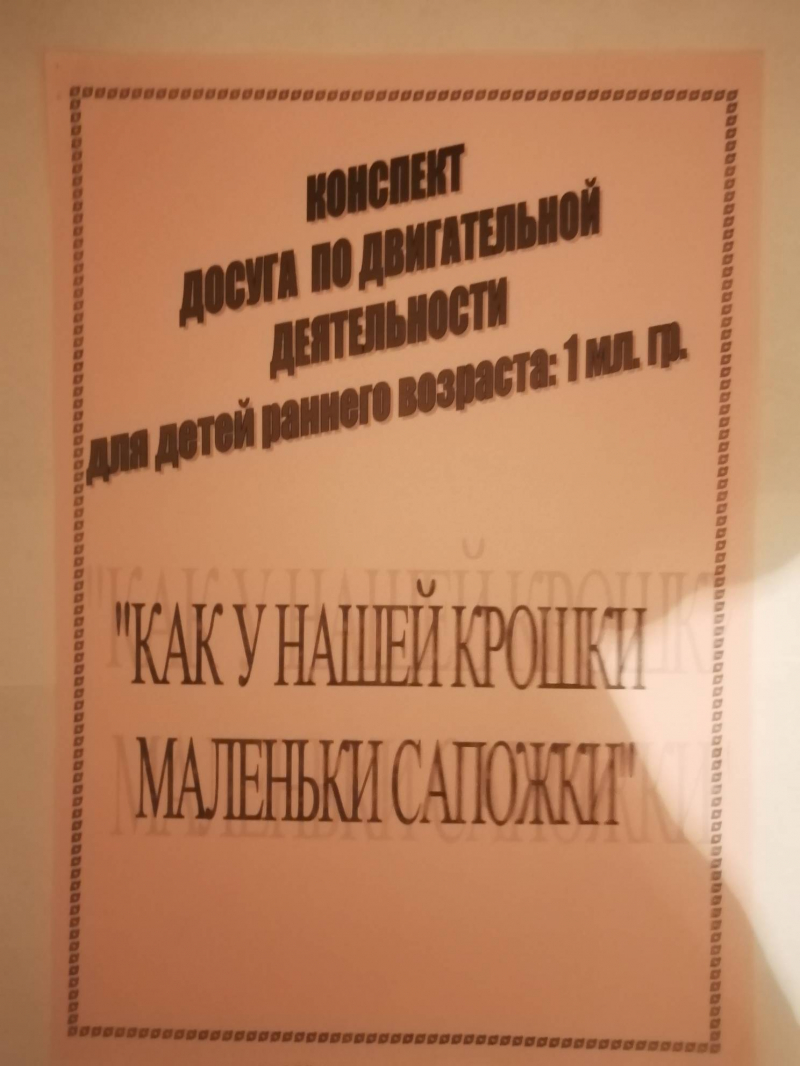 КОНСПЕКТ
ДОСУГА ПО ДВИГАТЕЛЬНОЙ
ДЕЯТЕЛЬНОСТИ
для детей раннего возраста: 1 мл. гр.
"КАК У НАШЕЙ КРОШКИ
МАЛЕНЬКИ САПОЖКИ"